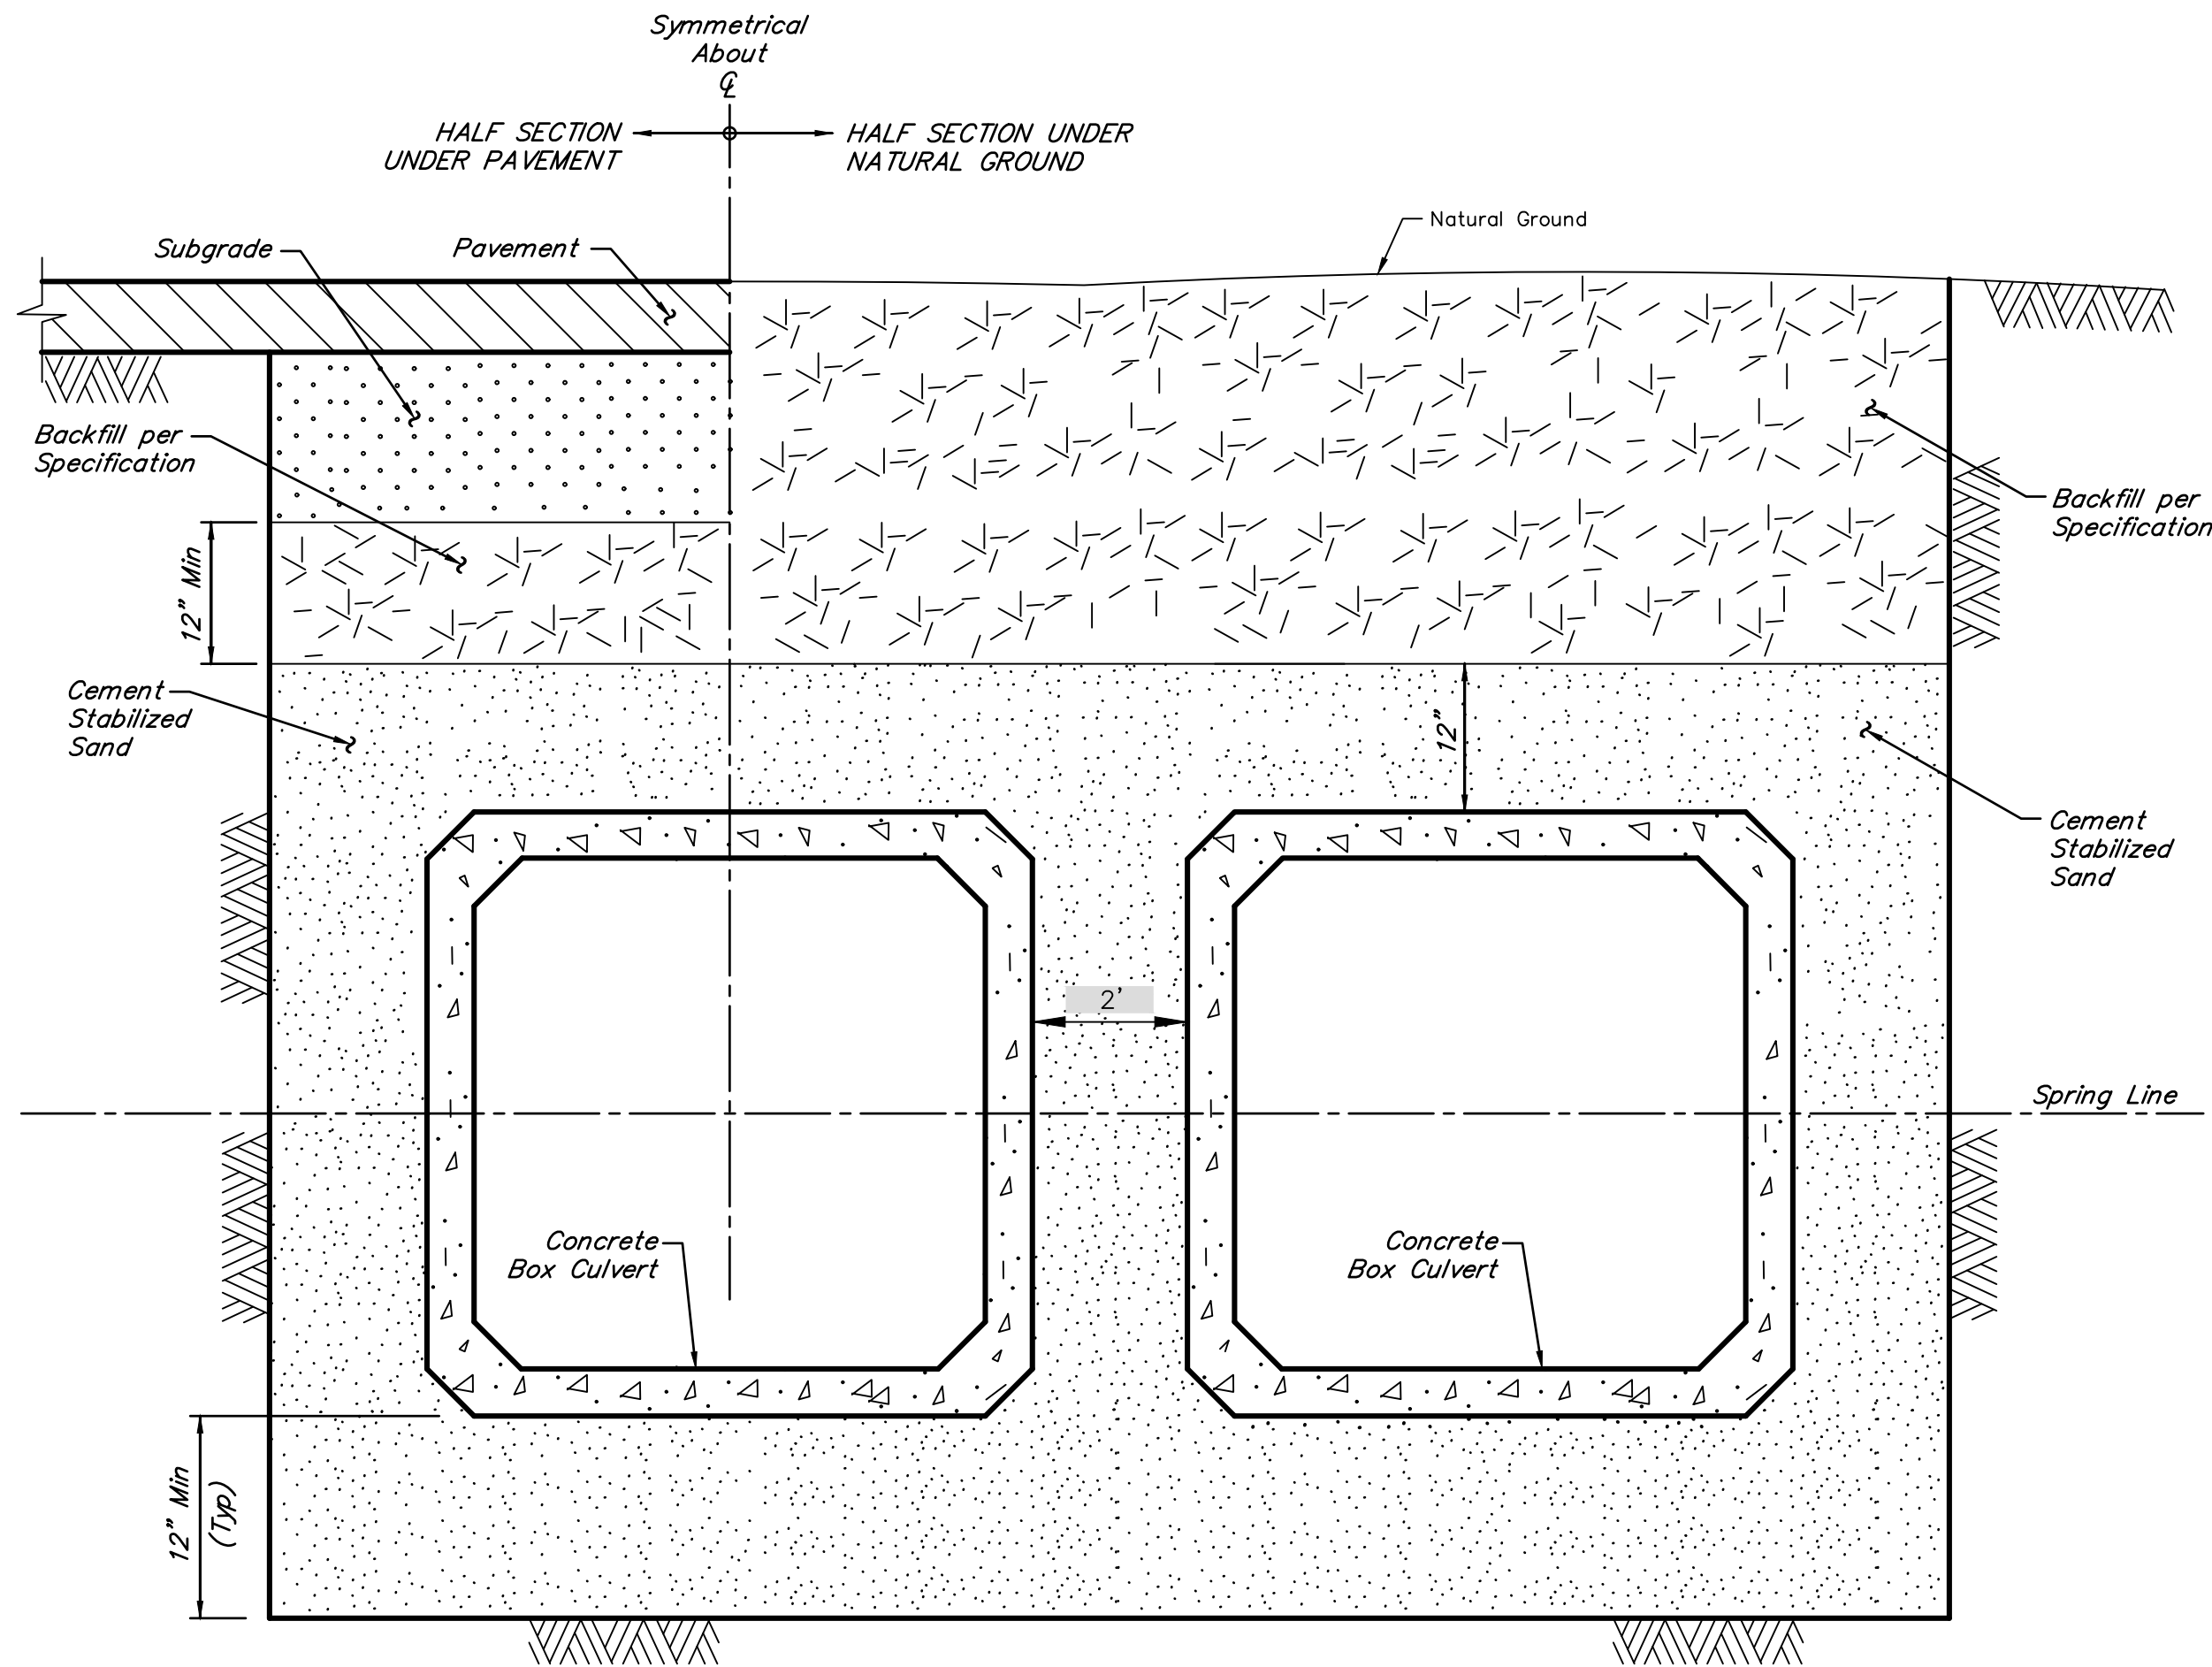 Symmetrical
About
℄
HALF SECTION
UNDER PAVEMENT
HALF SECTION UNDER
NATURAL GROUND
Natural Ground
Subgrade
Pavement
Backfill per
Specification
Backfill per
Specification
12" Min
Cement
Stabilized
Sand
12"
Cement
Stabilized
Sand
2'
Spring Line
Concrete
Box Culvert
Concrete
Box Culvert
12" Min
(Typ)